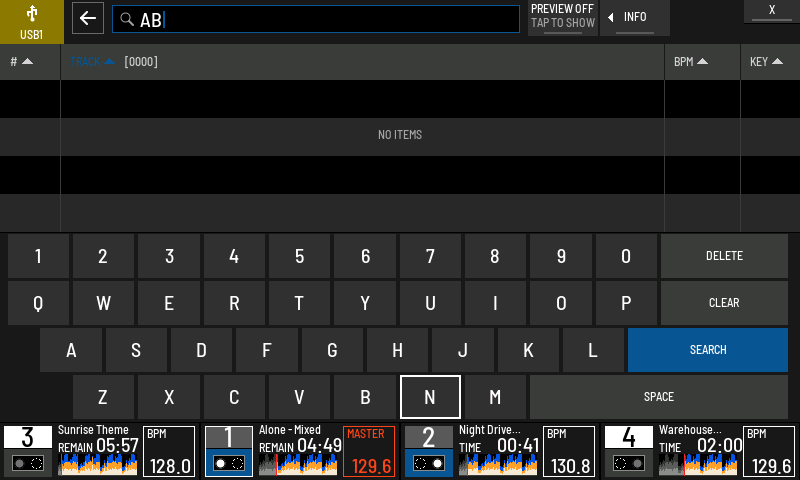 USB1
AB
PREVIEW OFF
TAP TO SHOW
INFO
X
# TRACK [0000] BPM KEY
NO ITEMS
1 2 3 4 5 6 7 8 9 0 DELETE
Q W E R T Y U I O P CLEAR
A S D F G H J K L SEARCH
Z X C V B N M SPACE
3 Sunrise Theme
REMAIN 05:57
BPM
128.0
1 Alone - Mixed
REMAIN 04:49
MASTER
129.6
2 Night Drive...
TIME 00:41
BPM
130.8
4 Warehouse...
TIME 02:00
BPM
129.6